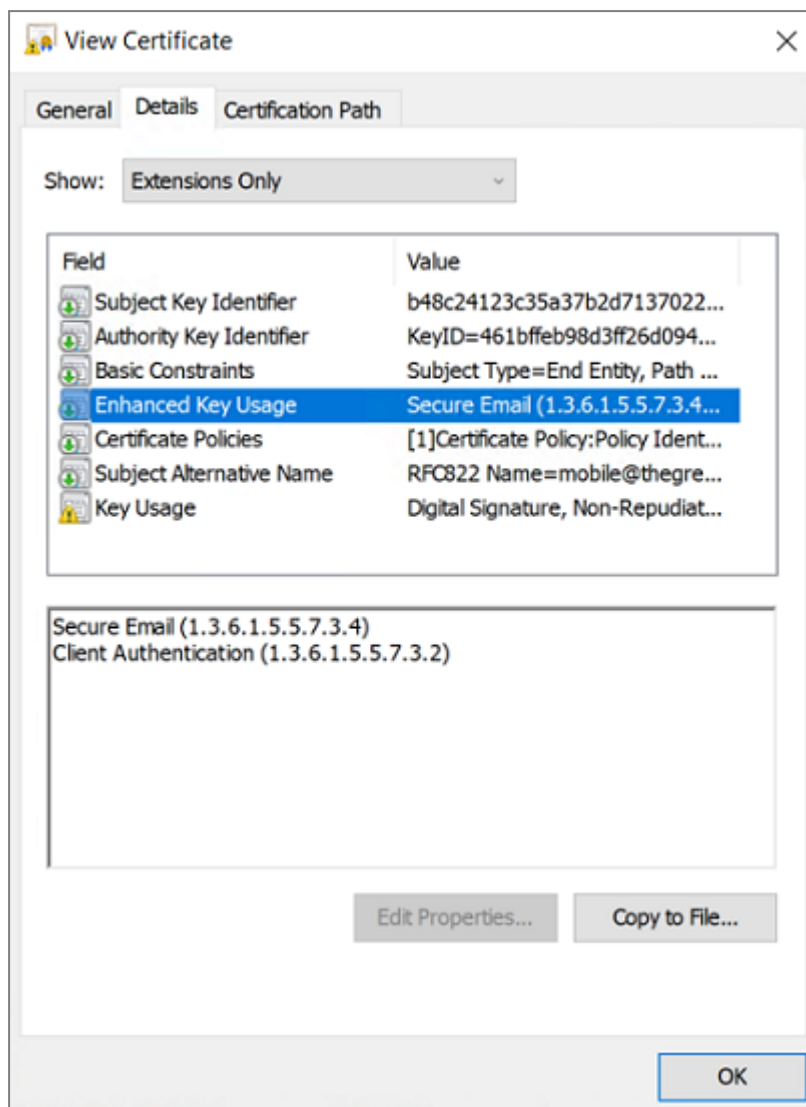 View Certificate
General Details Certification Path
Show: Extensions Only
Field Value
Subject Key Identifier b48c24123c35a37b2d7137022...
Authority Key Identifier KeyID=461bffeb98d3ff26d094...
Basic Constraints Subject Type=End Entity, Path ...
Enhanced Key Usage Secure Email (1.3.6.1.5.5.7.3.4...
Certificate Policies [1]Certificate Policy:Policy Ident...
Subject Alternative Name RFC822 Name=mobile@thegre...
Key Usage Digital Signature, Non-Repudiat...
Secure Email (1.3.6.1.5.5.7.3.4)
Client Authentication (1.3.6.1.5.5.7.3.2)
Edit Properties... Copy to File...
OK